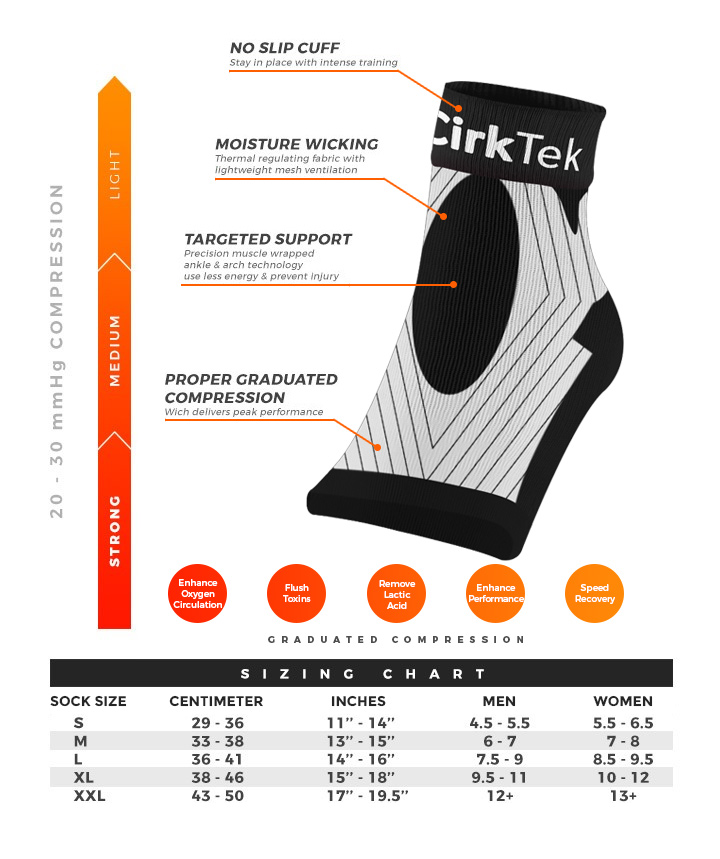 NO SLIP CUFF
Stay in place with intense training
CirkTek
MOISTURE WICKING
Thermal regulating fabric with
lightweight mesh ventilation
TARGETED SUPPORT
Precision muscle wrapped
ankle & arch technology
use less energy & prevent injury
PROPER GRADUATED
COMPRESSION
Wich delivers peak performance
20 - 30 mmHg COMPRESSION
LIGHT
MEDIUM
STRONG
Enhance
Oxygen
Circulation
Flush
Toxins
Remove
Lactic
Acid
Enhance
Performance
Speed
Recovery
GRADUATED COMPRESSION
SIZING CHART
SOCK SIZE CENTIMETER INCHES MEN WOMEN
S 29 - 36 11’’ - 14’’ 4.5 - 5.5 5.5 - 6.5
M 33 - 38 13’’ - 15’’ 6 - 7 7 - 8
L 36 - 41 14’’ - 16’’ 7.5 - 9 8.5 - 9.5
XL 38 - 46 15’’ - 18’’ 9.5 - 11 10 - 12
XXL 43 - 50 17’’ - 19.5’’ 12+ 13+